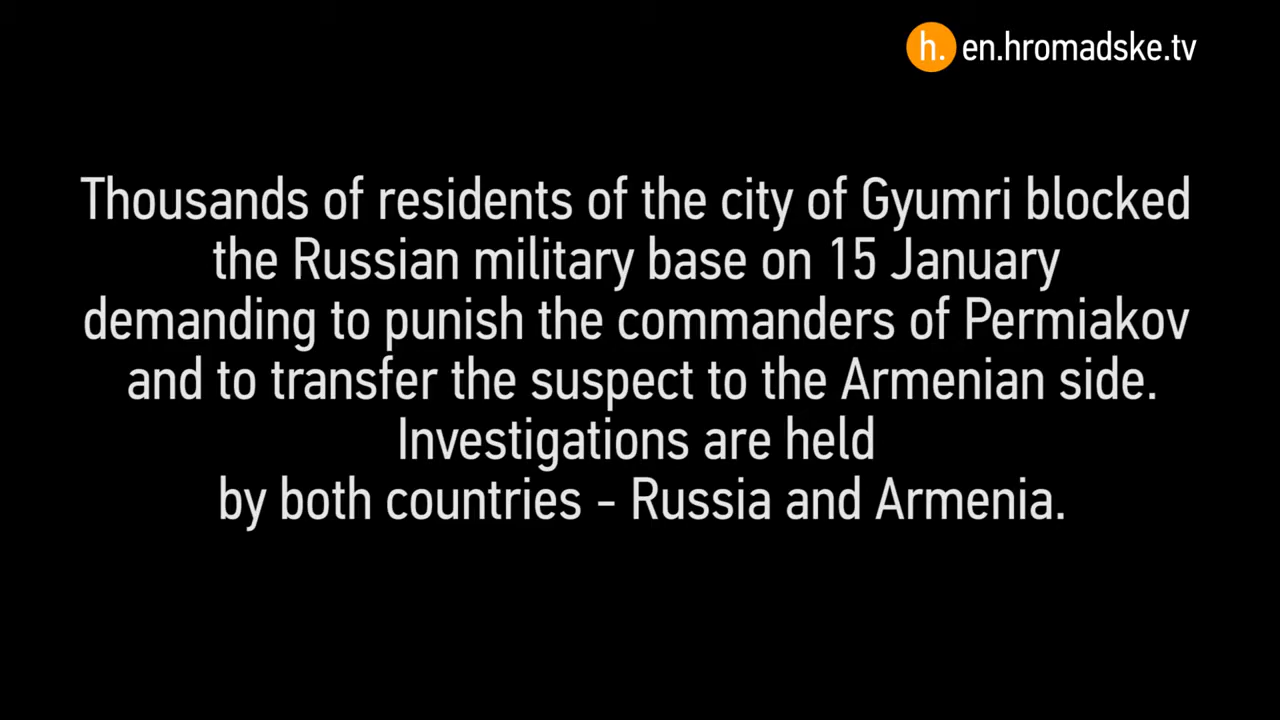 h. en.hromadske.tv
Thousands of residents of the city of Gyumri blocked
the Russian military base on 15 January
demanding to punish the commanders of Permiakov
and to transfer the suspect to the Armenian side.
Investigations are held
by both countries - Russia and Armenia.